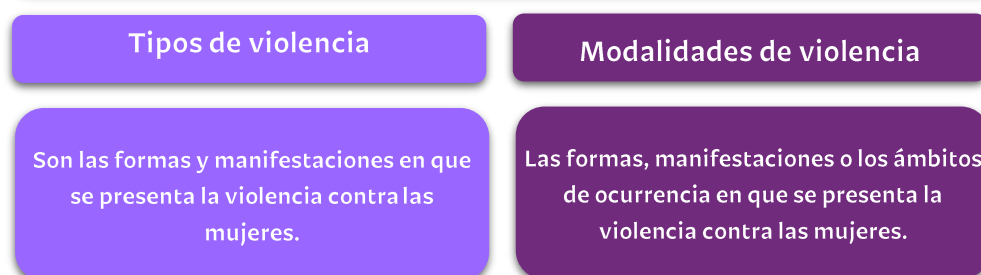 Tipos de violencia
Modalidades de violencia
Son las formas y manifestaciones en que
se presenta la violencia contra las
mujeres.
Las formas, manifestaciones o los ámbitos
de ocurrencia en que se presenta la
violencia contra las mujeres.